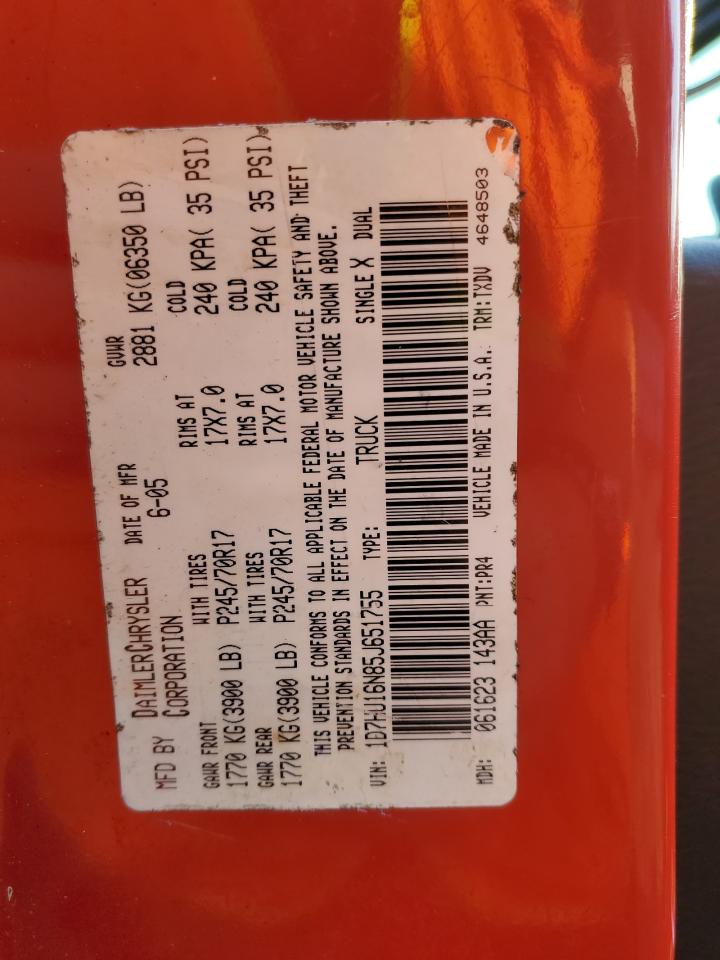 MFD BY DAIMLERCHRYSLER CORPORATION
DATE OF MFR 6-05
GVWR 2881 KG(06350 LB)
GAWR FRONT WITH TIRES RIMS AT COLD
1770 KG(3900 LB) P245/70R17 17X7.0 240 KPA( 35 PSI)
GAWR REAR WITH TIRES RIMS AT COLD
1770 KG(3900 LB) P245/70R17 17X7.0 240 KPA( 35 PSI)
THIS VEHICLE CONFORMS TO ALL APPLICABLE FEDERAL MOTOR VEHICLE SAFETY AND THEFT
PREVENTION STANDARDS IN EFFECT ON THE DATE OF MANUFACTURE SHOWN ABOVE.
VIN: 1D7HU16N85J651755 TYPE: TRUCK SINGLE X DUAL
MDH: 061623 143AA PNT:PR4 VEHICLE MADE IN U.S.A. TRM:TXDV 4648503